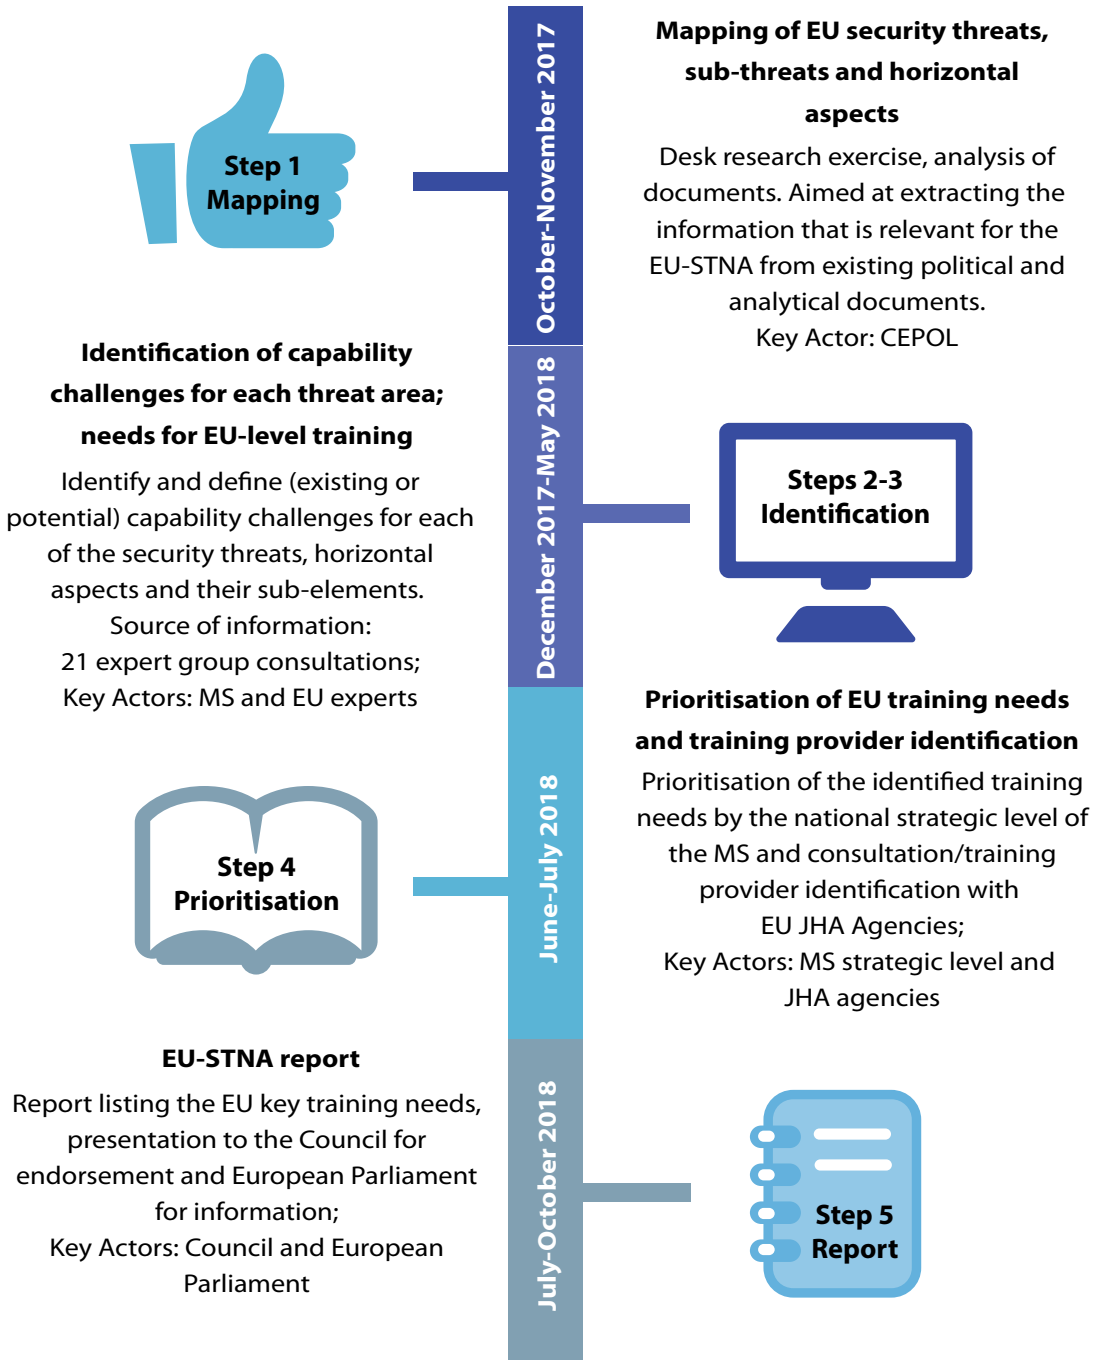 Step 1
Mapping
October-November 2017
Mapping of EU security threats,
sub-threats and horizontal
aspects
Desk research exercise, analysis of
documents. Aimed at extracting the
information that is relevant for the
EU-STNA from existing political and
analytical documents.
Key Actor: CEPOL
Identification of capability
challenges for each threat area;
needs for EU-level training
Identify and define (existing or
potential) capability challenges for each
of the security threats, horizontal
aspects and their sub-elements.
Source of information:
21 expert group consultations;
Key Actors: MS and EU experts
December 2017-May 2018
Steps 2-3
Identification
Step 4
Prioritisation
June-July 2018
Prioritisation of EU training needs
and training provider identification
Prioritisation of the identified training
needs by the national strategic level of
the MS and consultation/training
provider identification with
EU JHA Agencies;
Key Actors: MS strategic level and
JHA agencies
EU-STNA report
Report listing the EU key training needs,
presentation to the Council for
endorsement and European Parliament
for information;
Key Actors: Council and European
Parliament
July-October 2018
Step 5
Report